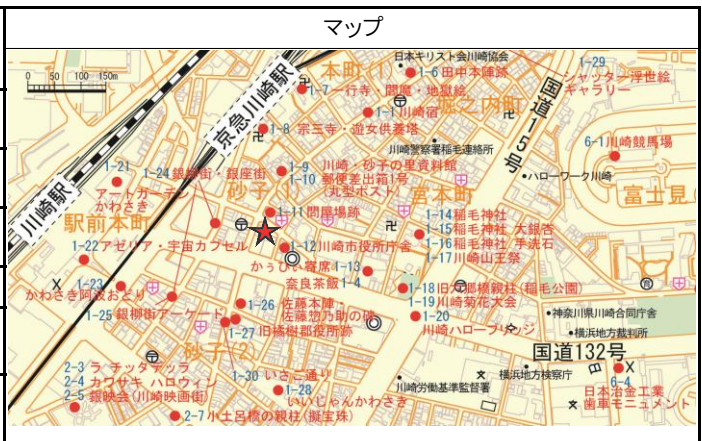 マップ
0 50 100 150m
日本キリスト会川崎協会
本町(1)
1-6 田中本陣跡
1-29
シャッター浮世絵
ギャラリー
京急川崎駅
1-7 一行寺・閻魔・地獄絵
国道15号
堀之内町
1-1 川崎宿
1-8 宗三寺・遊女供養塔
川崎警察署稲毛連絡所
6-1 川崎競馬場
1-21
1-24 銀柳街・銀座街
1-9 川崎・砂子の里資料館
1-10 郵便差出箱1号
(丸型ポスト)
ハローワーク川崎
アートガーデン
かわさき
砂子
宮本町
富士見
川崎駅
駅前本町
1-11 問屋場跡
1-14 稲毛神社
1-15 稲毛神社 大銀杏
1-16 稲毛神社 手洗石
1-17 川崎山王祭
1-22 アゼリア・宇宙カプセル
1-12 川崎市役所庁舎
かぅぴぃ寄席 1-13
奈良茶飯 1-4
1-23
かわさき阿波おどり
1-18 旧六郷橋親柱(稲毛公園)
1-19 川崎菊花大会
1-20
川崎ハローブリッジ
1-25 銀柳街アーケード
1-26 佐藤本陣・
佐藤惣乃助の碑
1-27 旧橘樹郡役所跡
神奈川県川崎合同庁舎
横浜地方裁判所
砂子(2)
国道132号
2-3 ラ チッタデッラ
2-4 カワサキ ハロウィン
2-5 銀映会(川崎映画街)
1-30 いさご通り
1-28
いいじゃんかわさき
横浜地方検察庁
川崎労働基準監督署
6-4
日本冶金工業
歯車モニュメント
2-7 小土呂橋の親柱(擬宝珠)